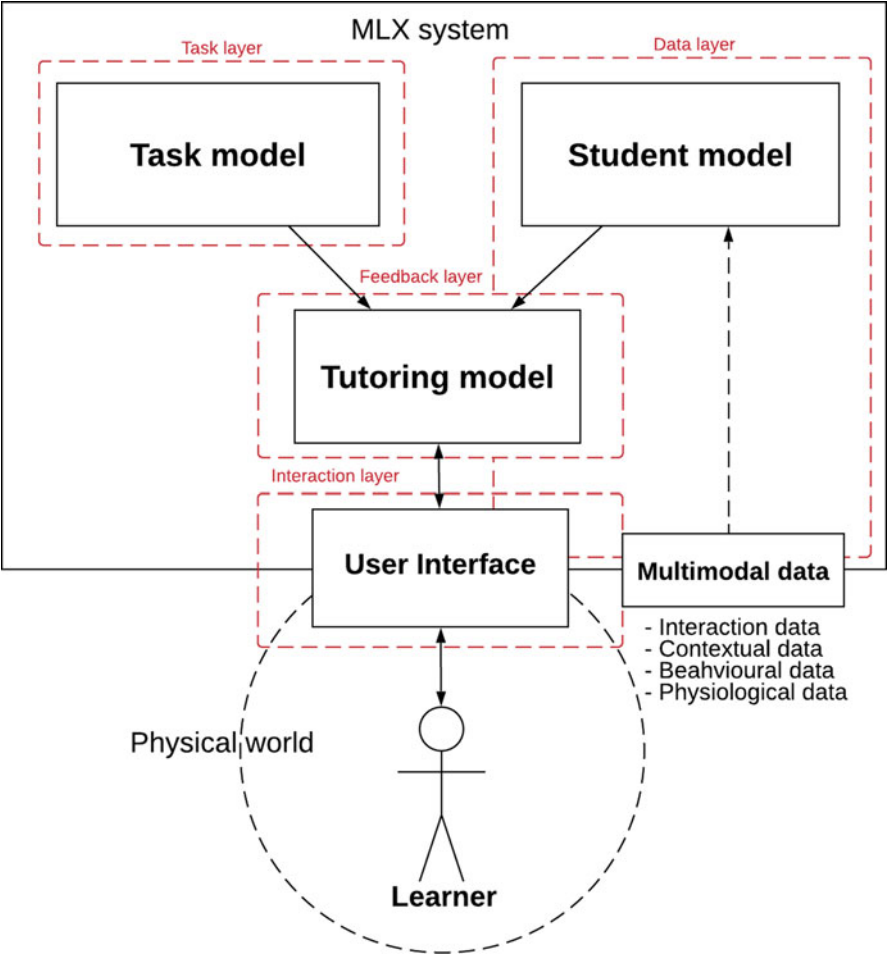 MLX system
Task layer
Data layer
Task model
Student model
Feedback layer
Tutoring model
Interaction layer
User Interface
Multimodal data
- Interaction data
- Contextual data
- Beahvioural data
- Physiological data
Physical world
Learner